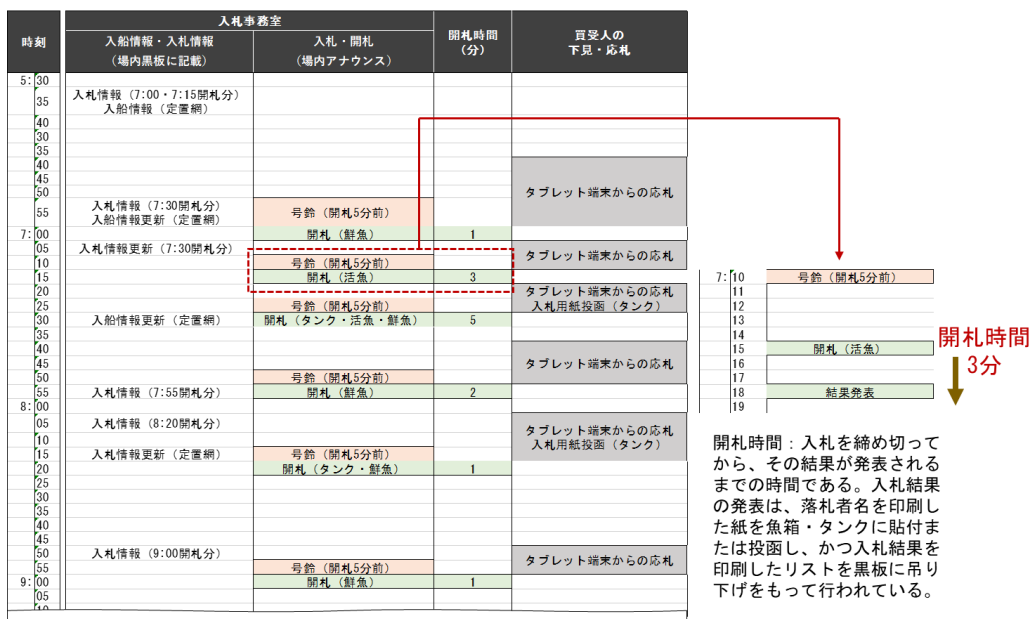 入札事務室
時刻
入船情報・入札情報
(場内黒板に記載)
入札・開札
(場内アナウンス)
開札時間
(分)
買受人の
下見・応札
5:30
35 入札情報(7:00・7:15開札分)
入船情報(定置網)
40
30
35
40
45
50
タブレット端末からの応札
55 入札情報(7:30開札分) 号鈴(開札5分前)
入船情報更新(定置網)
7:00 開札(鮮魚) 1
05 入札情報更新(7:30開札分)
タブレット端末からの応札
10 号鈴(開札5分前)
15 開札(活魚) 3
20 タブレット端末からの応札
25 号鈴(開札5分前) 入札用紙投函(タンク)
30 入船情報更新(定置網) 開札(タンク・活魚・鮮魚) 5
35
40
45 タブレット端末からの応札
50 号鈴(開札5分前)
55 入札情報(7:55開札分) 開札(鮮魚) 2
8:00
05 入札情報(8:20開札分)
タブレット端末からの応札
10 入札用紙投函(タンク)
15 入船情報更新(定置網) 号鈴(開札5分前)
20 開札(タンク・鮮魚) 1
25
30
35
40
45
50 入札情報(9:00開札分)
タブレット端末からの応札
55 号鈴(開札5分前)
9:00 開札(鮮魚) 1
05
10
7:10 号鈴(開札5分前)
11
12
13
14
15 開札(活魚)
16
17
18 結果発表
19
開札時間
3分
開札時間:入札を締め切って
から、その結果が発表される
までの時間である。入札結果
の発表は、落札者名を印刷し
た紙を魚箱・タンクに貼付ま
たは投函し、かつ入札結果を
印刷したリストを黒板に吊り
下げをもって行われている。